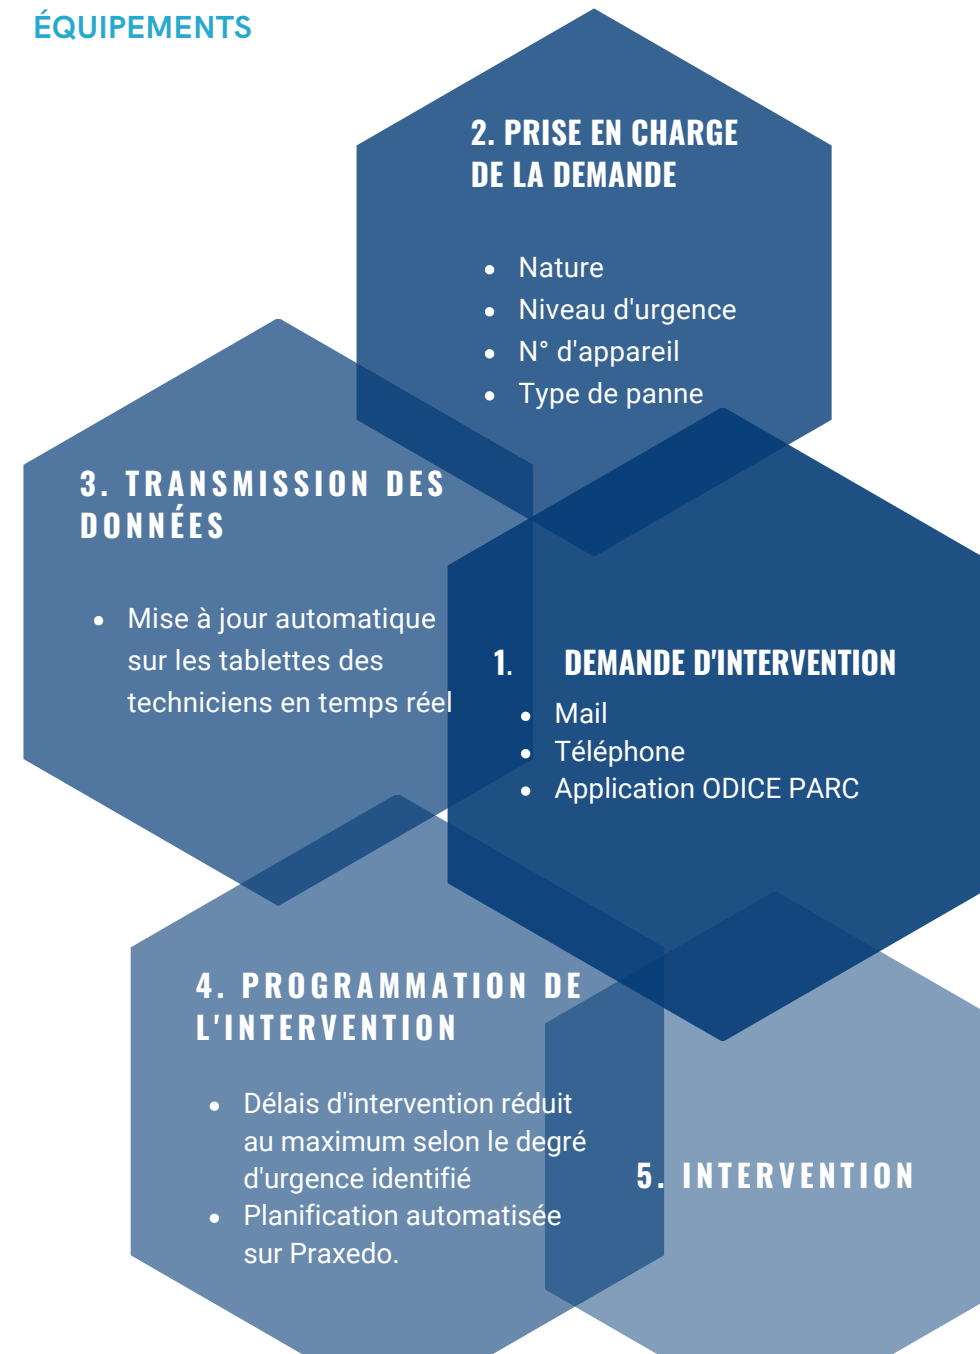 ÉQUIPEMENTS
2. PRISE EN CHARGE
DE LA DEMANDE
• Nature
• Niveau d'urgence
• N° d'appareil
• Type de panne
3. TRANSMISSION DES
DONNÉES
• Mise à jour automatique
sur les tablettes des
techniciens en temps réel
1. DEMANDE D'INTERVENTION
• Mail
• Téléphone
• Application ODICE PARC
4. PROGRAMMATION DE
L'INTERVENTION
• Délais d'intervention réduit
au maximum selon le degré
d'urgence identifié
• Planification automatisée
sur Praxedo.
5. INTERVENTION